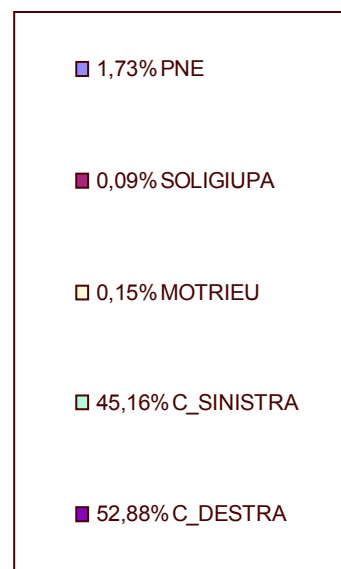 1,73% PNE
0,09% SOLIGIUPA
0,15% MOTRIEU
45,16% C_SINISTRA
52,88% C_DESTRA